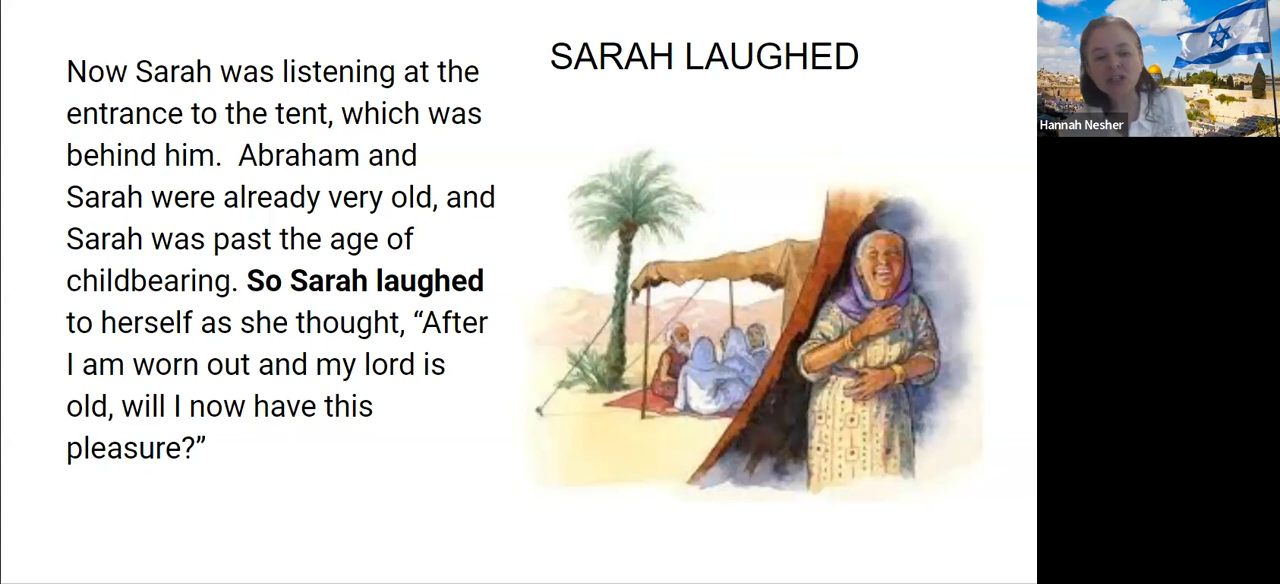 SARAH LAUGHED
Now Sarah was listening at the
entrance to the tent, which was
behind him.  Abraham and
Sarah were already very old, and
Sarah was past the age of
childbearing. So Sarah laughed
to herself as she thought, “After
I am worn out and my lord is
old, will I now have this
pleasure?”
Hannah Nesher